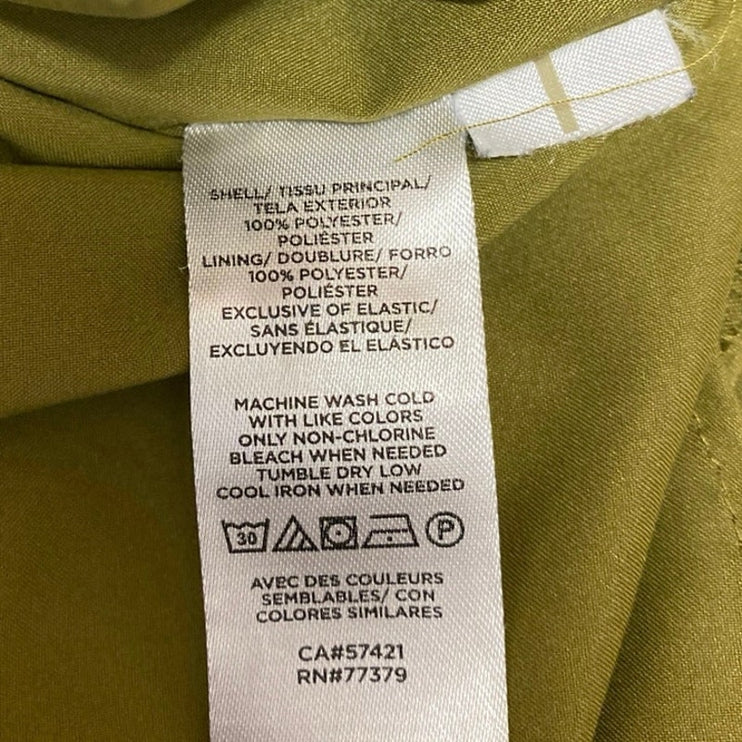 SHELL/ TISSU PRINCIPAL/
TELA EXTERIOR
100% POLYESTER/
POLIÉSTER
LINING/ DOUBLURE/ FORRO
100% POLYESTER/
POLIÉSTER
EXCLUSIVE OF ELASTIC/
SANS ÉLASTIQUE/
EXCLUYENDO EL ELÁSTICO
MACHINE WASH COLD
WITH LIKE COLORS
ONLY NON-CHLORINE
BLEACH WHEN NEEDED
TUMBLE DRY LOW
COOL IRON WHEN NEEDED
30 P
AVEC DES COULEURS
SEMBLABLES/ CON
COLORES SIMILARES
CA#57421
RN#77379